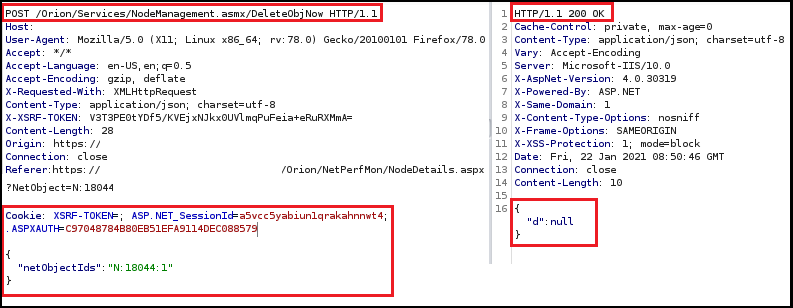 POST /Orion/Services/NodeManagement.asmx/DeleteObjNow HTTP/1.1
Host:
User-Agent: Mozilla/5.0 (X11; Linux x86_64; rv:78.0) Gecko/20100101 Firefox/78.0
Accept: */*
Accept-Language: en-US,en;q=0.5
Accept-Encoding: gzip, deflate
X-Requested-With: XMLHttpRequest
Content-Type: application/json; charset=utf-8
X-XSRF-TOKEN: V3T3PE0tYDf5/KVEjxNJkx0UVlmqPuFeia+eRuRXMmA=
Content-Length: 28
Origin: https://
Connection: close
Referer:https:// /Orion/NetPerfMon/NodeDetails.aspx
?NetObject=N:18044
Cookie: XSRF-TOKEN=; ASP.NET_SessionId=a5vcc5yabiun1qrakahnnwt4;
.ASPXAUTH=C97048784B80EB51EFA9114DEC088579
{
"netObjectIds":"N:18044:1"
}
1 HTTP/1.1 200 OK
2 Cache-Control: private, max-age=0
3 Content-Type: application/json; charset=utf-8
4 Vary: Accept-Encoding
5 Server: Microsoft-IIS/10.0
6 X-AspNet-Version: 4.0.30319
7 X-Powered-By: ASP.NET
8 X-Same-Domain: 1
9 X-Content-Type-Options: nosniff
10 X-Frame-Options: SAMEORIGIN
11 X-XSS-Protection: 1; mode=block
12 Date: Fri, 22 Jan 2021 08:50:46 GMT
13 Connection: close
14 Content-Length: 10
15
16 {
"d":null
}